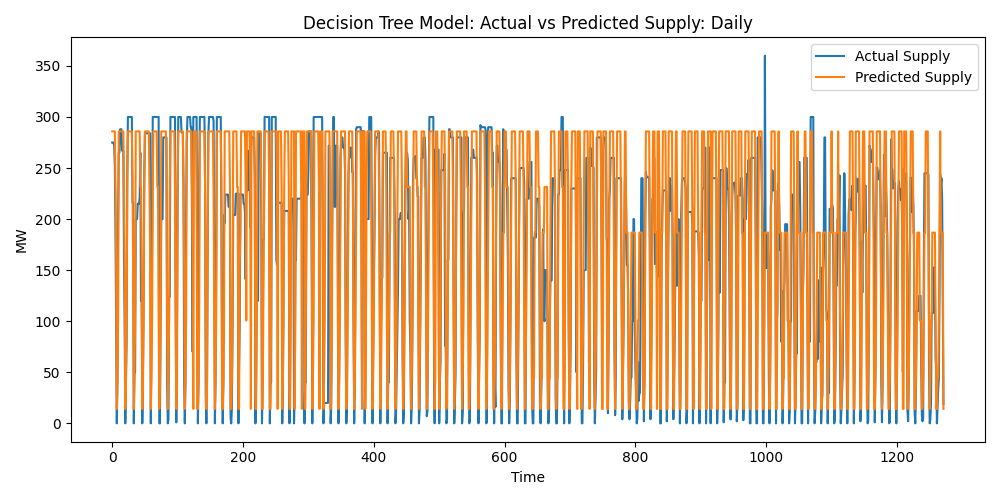 Decision Tree Model: Actual vs Predicted Supply: Daily
Actual Supply
Predicted Supply
MW
350
300
250
200
150
100
50
0
0 200 400 600 800 1000 1200
Time